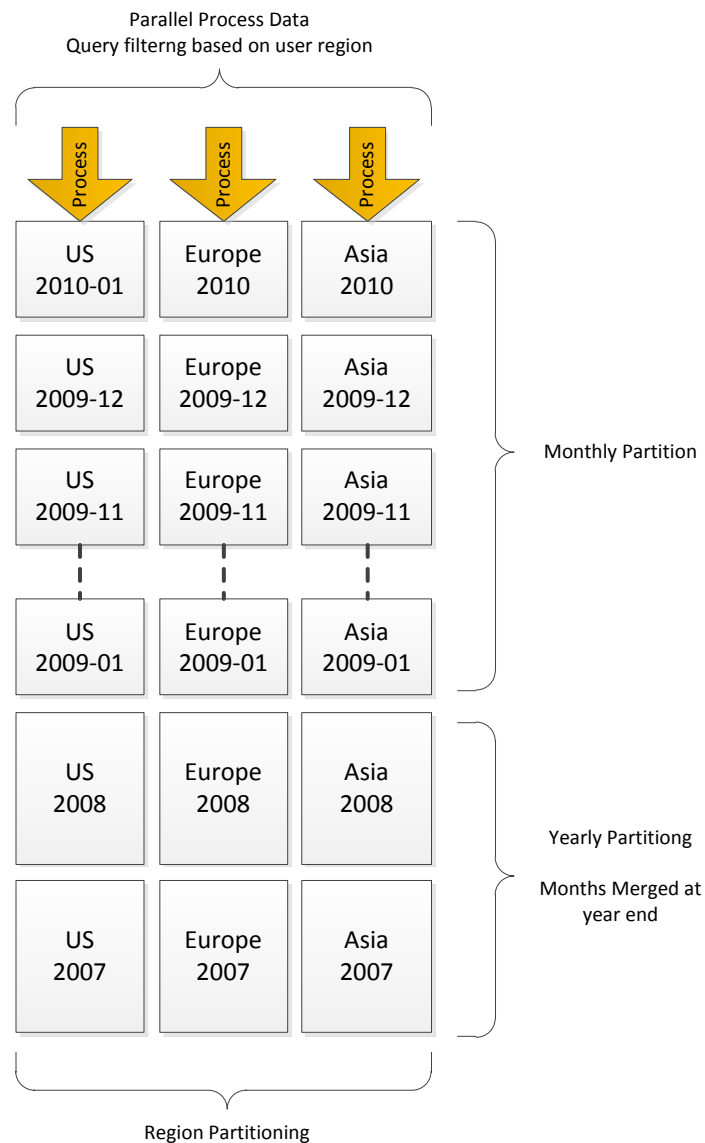 Parallel Process Data
Query filterng based on user region
Process
Process
Process
US
2010-01
Europe
2010
Asia
2010
US
2009-12
Europe
2009-12
Asia
2009-12
US
2009-11
Europe
2009-11
Asia
2009-11
Monthly Partition
US
2009-01
Europe
2009-01
Asia
2009-01
US
2008
Europe
2008
Asia
2008
Yearly Partitiong
Months Merged at
year end
US
2007
Europe
2007
Asia
2007
Region Partitioning